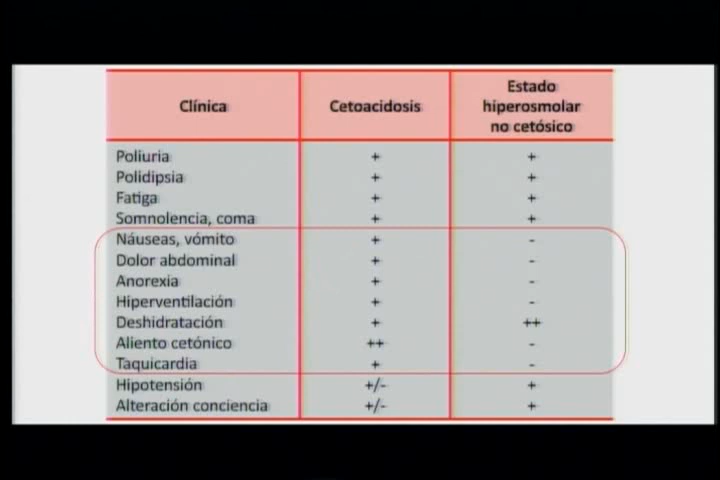 Clínica Cetoacidosis Estado hiperosmolar no cetósico
Poliuria + +
Polidipsia + +
Fatiga + +
Somnolencia, coma + +
Náuseas, vómito + -
Dolor abdominal + -
Anorexia + -
Hiperventilación + -
Deshidratación + ++
Aliento cetónico ++ -
Taquicardia + -
Hipotensión +/- +
Alteración conciencia +/- +